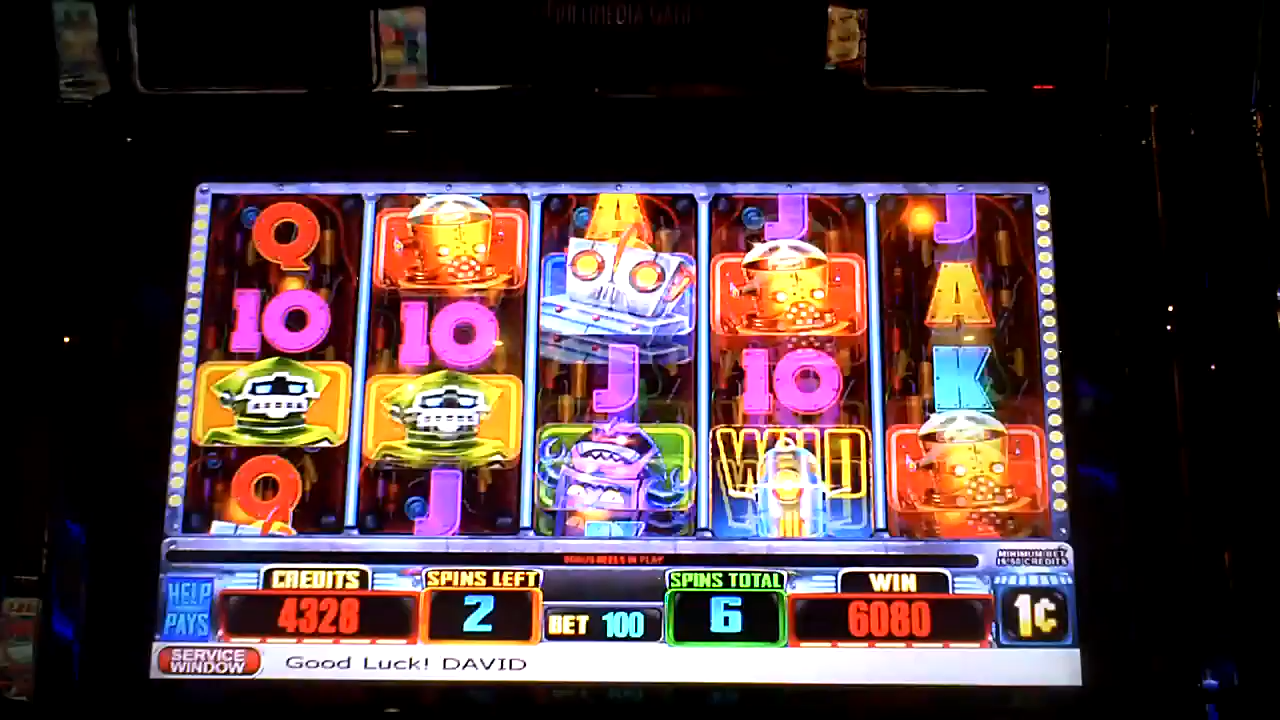 Q
10
Q
10
J
A
J
J
10
WILD
J
A
K
BONUS REELS IN PLAY
MINIMUM BET
CREDITS
4328
SPINS LEFT
2
BET 100
SPINS TOTAL
6
WIN
6080
1¢
HELP
PAYS
SERVICE
WINDOW
Good Luck! DAVID